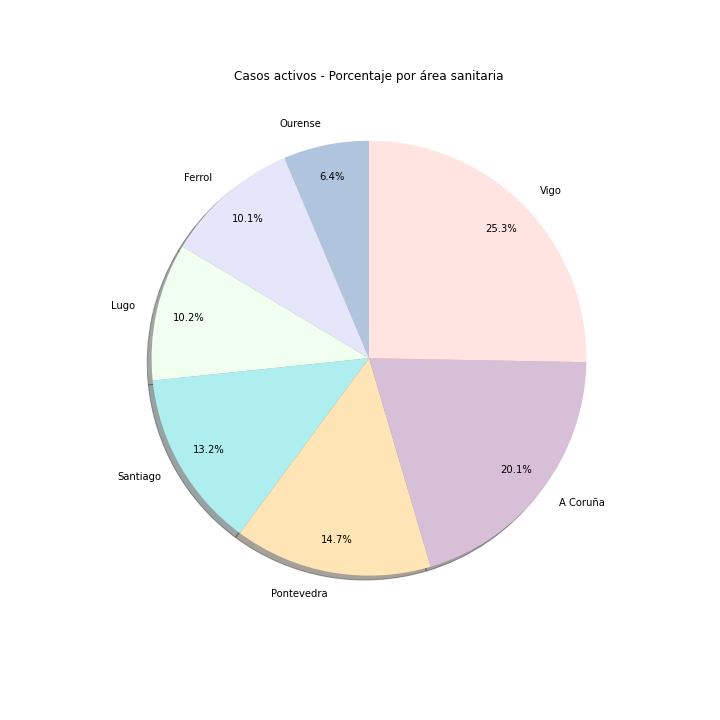 Casos activos - Porcentaje por área sanitaria
Ourense
6.4%
Ferrol
10.1%
Vigo
25.3%
Lugo
10.2%
Santiago
13.2%
A Coruña
20.1%
Pontevedra
14.7%